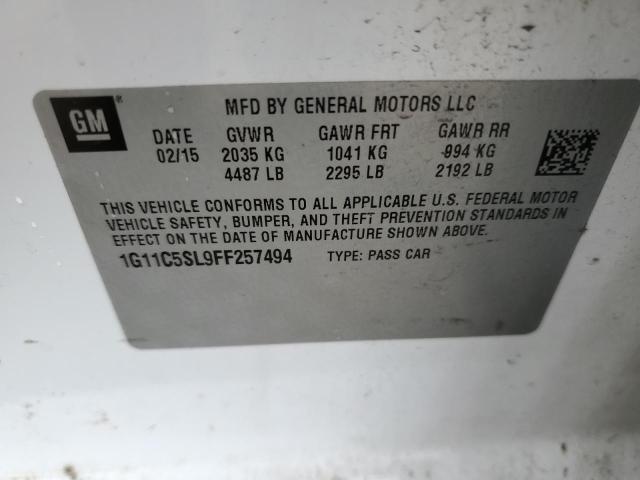 GM®
MFD BY GENERAL MOTORS LLC
DATE GVWR GAWR FRT GAWR RR
02/15 2035 KG 1041 KG 994 KG
4487 LB 2295 LB 2192 LB
THIS VEHICLE CONFORMS TO ALL APPLICABLE U.S. FEDERAL MOTOR
VEHICLE SAFETY, BUMPER, AND THEFT PREVENTION STANDARDS IN
EFFECT ON THE DATE OF MANUFACTURE SHOWN ABOVE.
1G11C5SL9FF257494 TYPE: PASS CAR